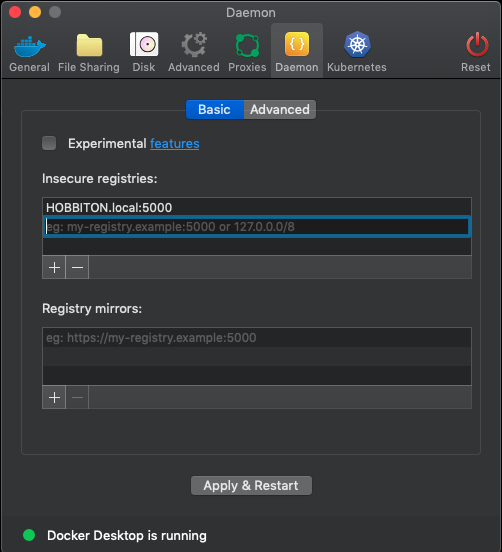 Daemon
General File Sharing Disk Advanced Proxies Daemon Kubernetes Reset
Basic Advanced
Experimental features
Insecure registries:
HOBBITON.local:5000
eg: my-registry.example:5000 or 127.0.0.0/8
Registry mirrors:
eg: https://my-registry.example:5000
Apply & Restart
Docker Desktop is running